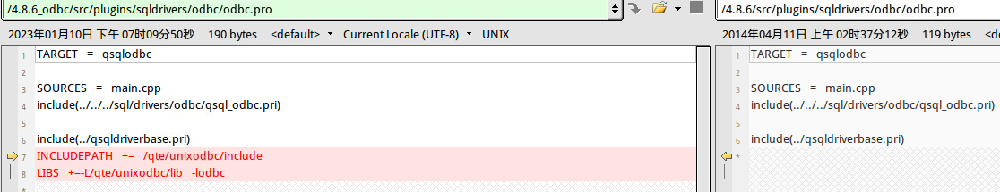 /4.8.6_odbc/src/plugins/sqldrivers/odbc/odbc.pro
2023年01月10日 下午 07时09分50秒 190 bytes <default> Current Locale (UTF-8) UNIX
1 TARGET = qsqlodbc
2
3 SOURCES = main.cpp
4 include(../../../sql/drivers/odbc/qsql_odbc.pri)
5
6 include(../qsqldriverbase.pri)
7 INCLUDEPATH += /qte/unixodbc/include
8 LIBS +=-L/qte/unixodbc/lib -lodbc
*
/4.8.6/src/plugins/sqldrivers/odbc/odbc.pro
2014年04月11日 上午 02时37分12秒 119 bytes <de
1 TARGET = qsqlodbc
2
3 SOURCES = main.cpp
4 include(../../../sql/drivers/odbc/qsql_odbc.pri)
5
6 include(../qsqldriverbase.pri)
*